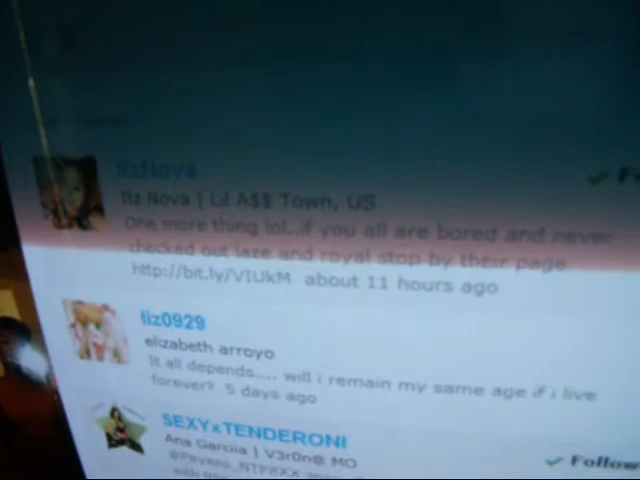 ItzNova
Itz Nova | Lil A$$ Town, US
One more thing lol..if you all are bored and never
checked out laze and royal stop by their page
http://bit.ly/VIUkM about 11 hours ago
liz0929
elizabeth arroyo
It all depends.... will i remain my same age if i live
forever? 5 days ago
SEXYxTENDERONI
Ana Garcia | V3r0n@ MO
Follow